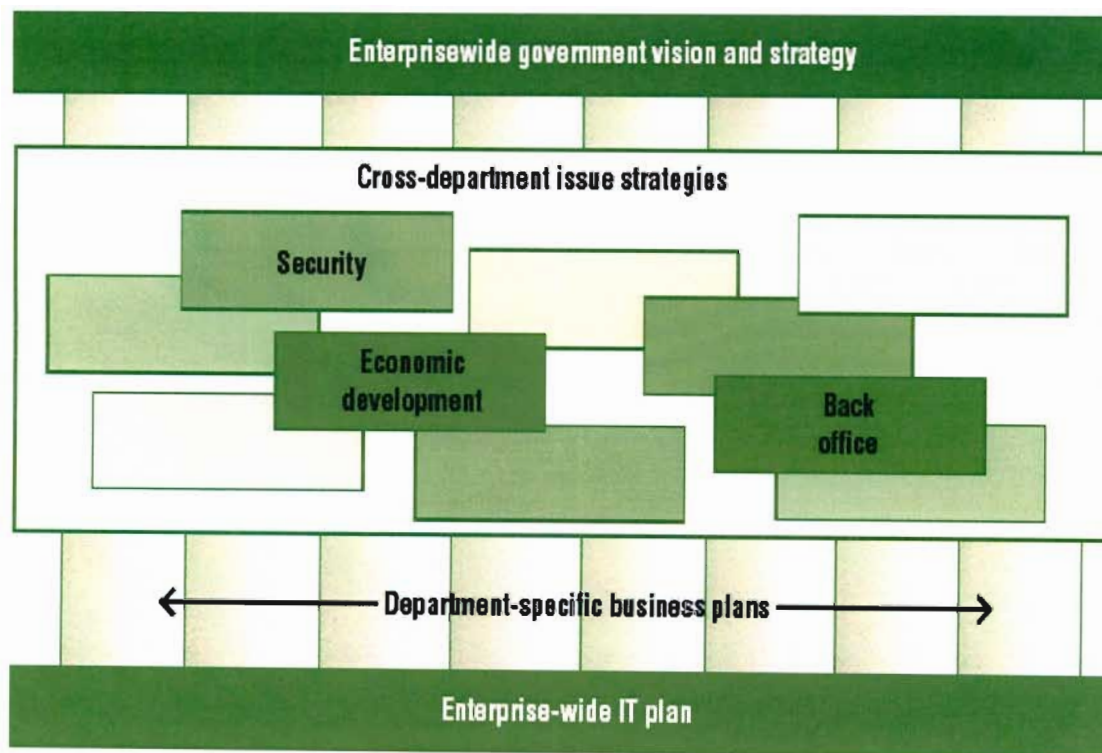 Enterprisewide government vision and strategy
Cross-department issue strategies
Security
Economic
development
Back
office
Department-specific business plans
Enterprise-wide IT plan